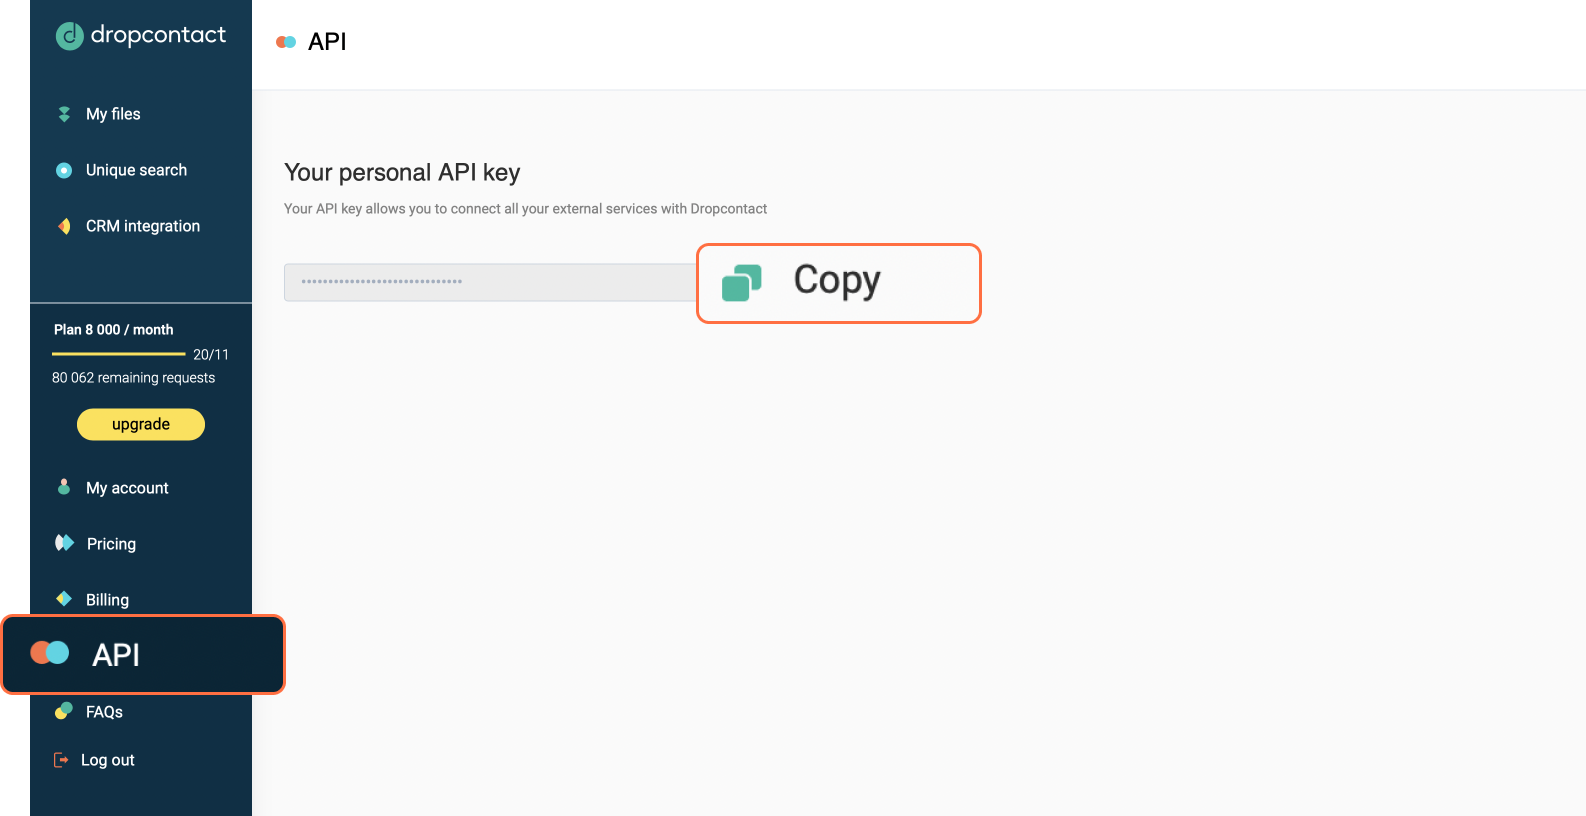 dropcontact
API
My files
Unique search
CRM integration
Your personal API key
Your API key allows you to connect all your external services with Dropcontact
••••••••••••••••••••••••••••••
Copy
Plan 8 000 / month
20/11
80 062 remaining requests
upgrade
My account
Pricing
Billing
API
FAQs
Log out